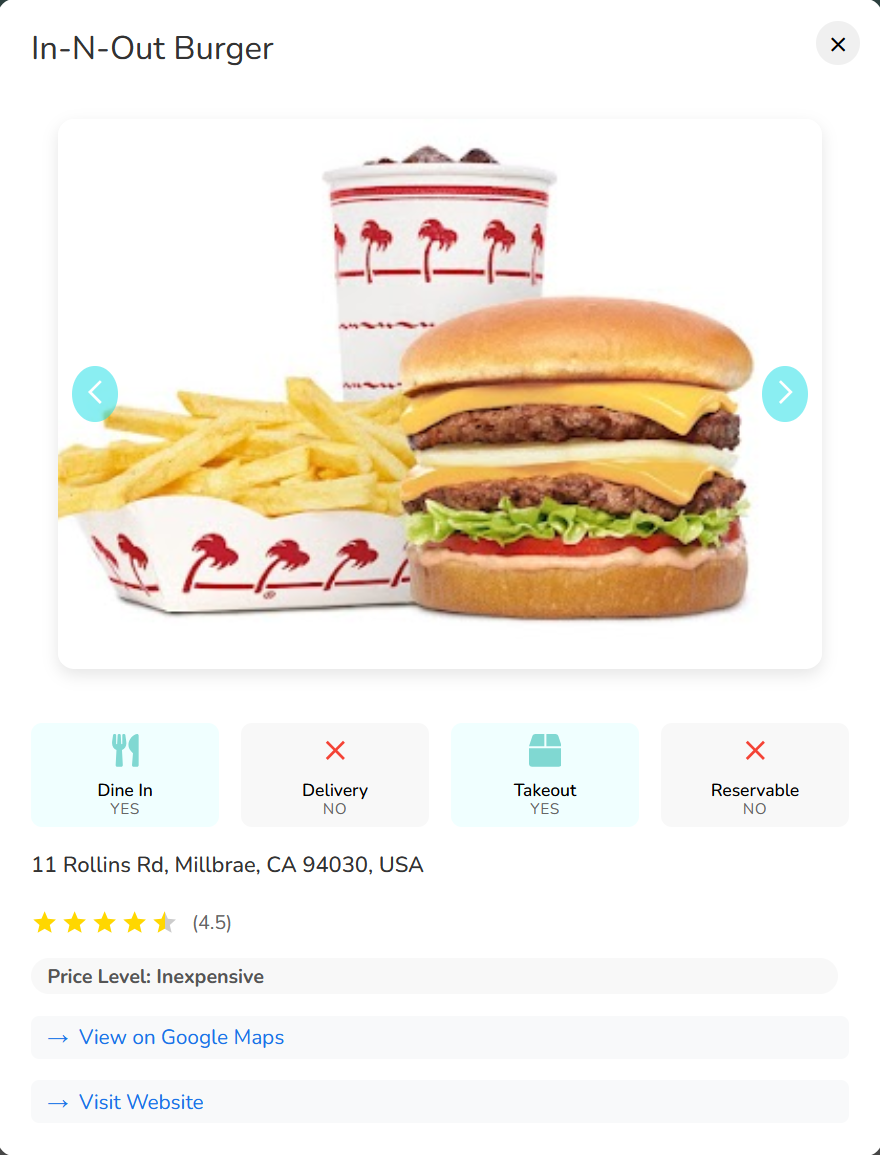 In-N-Out Burger
Dine In
YES
Delivery
NO
Takeout
YES
Reservable
NO
11 Rollins Rd, Millbrae, CA 94030, USA
(4.5)
Price Level: Inexpensive
→ View on Google Maps
→ Visit Website